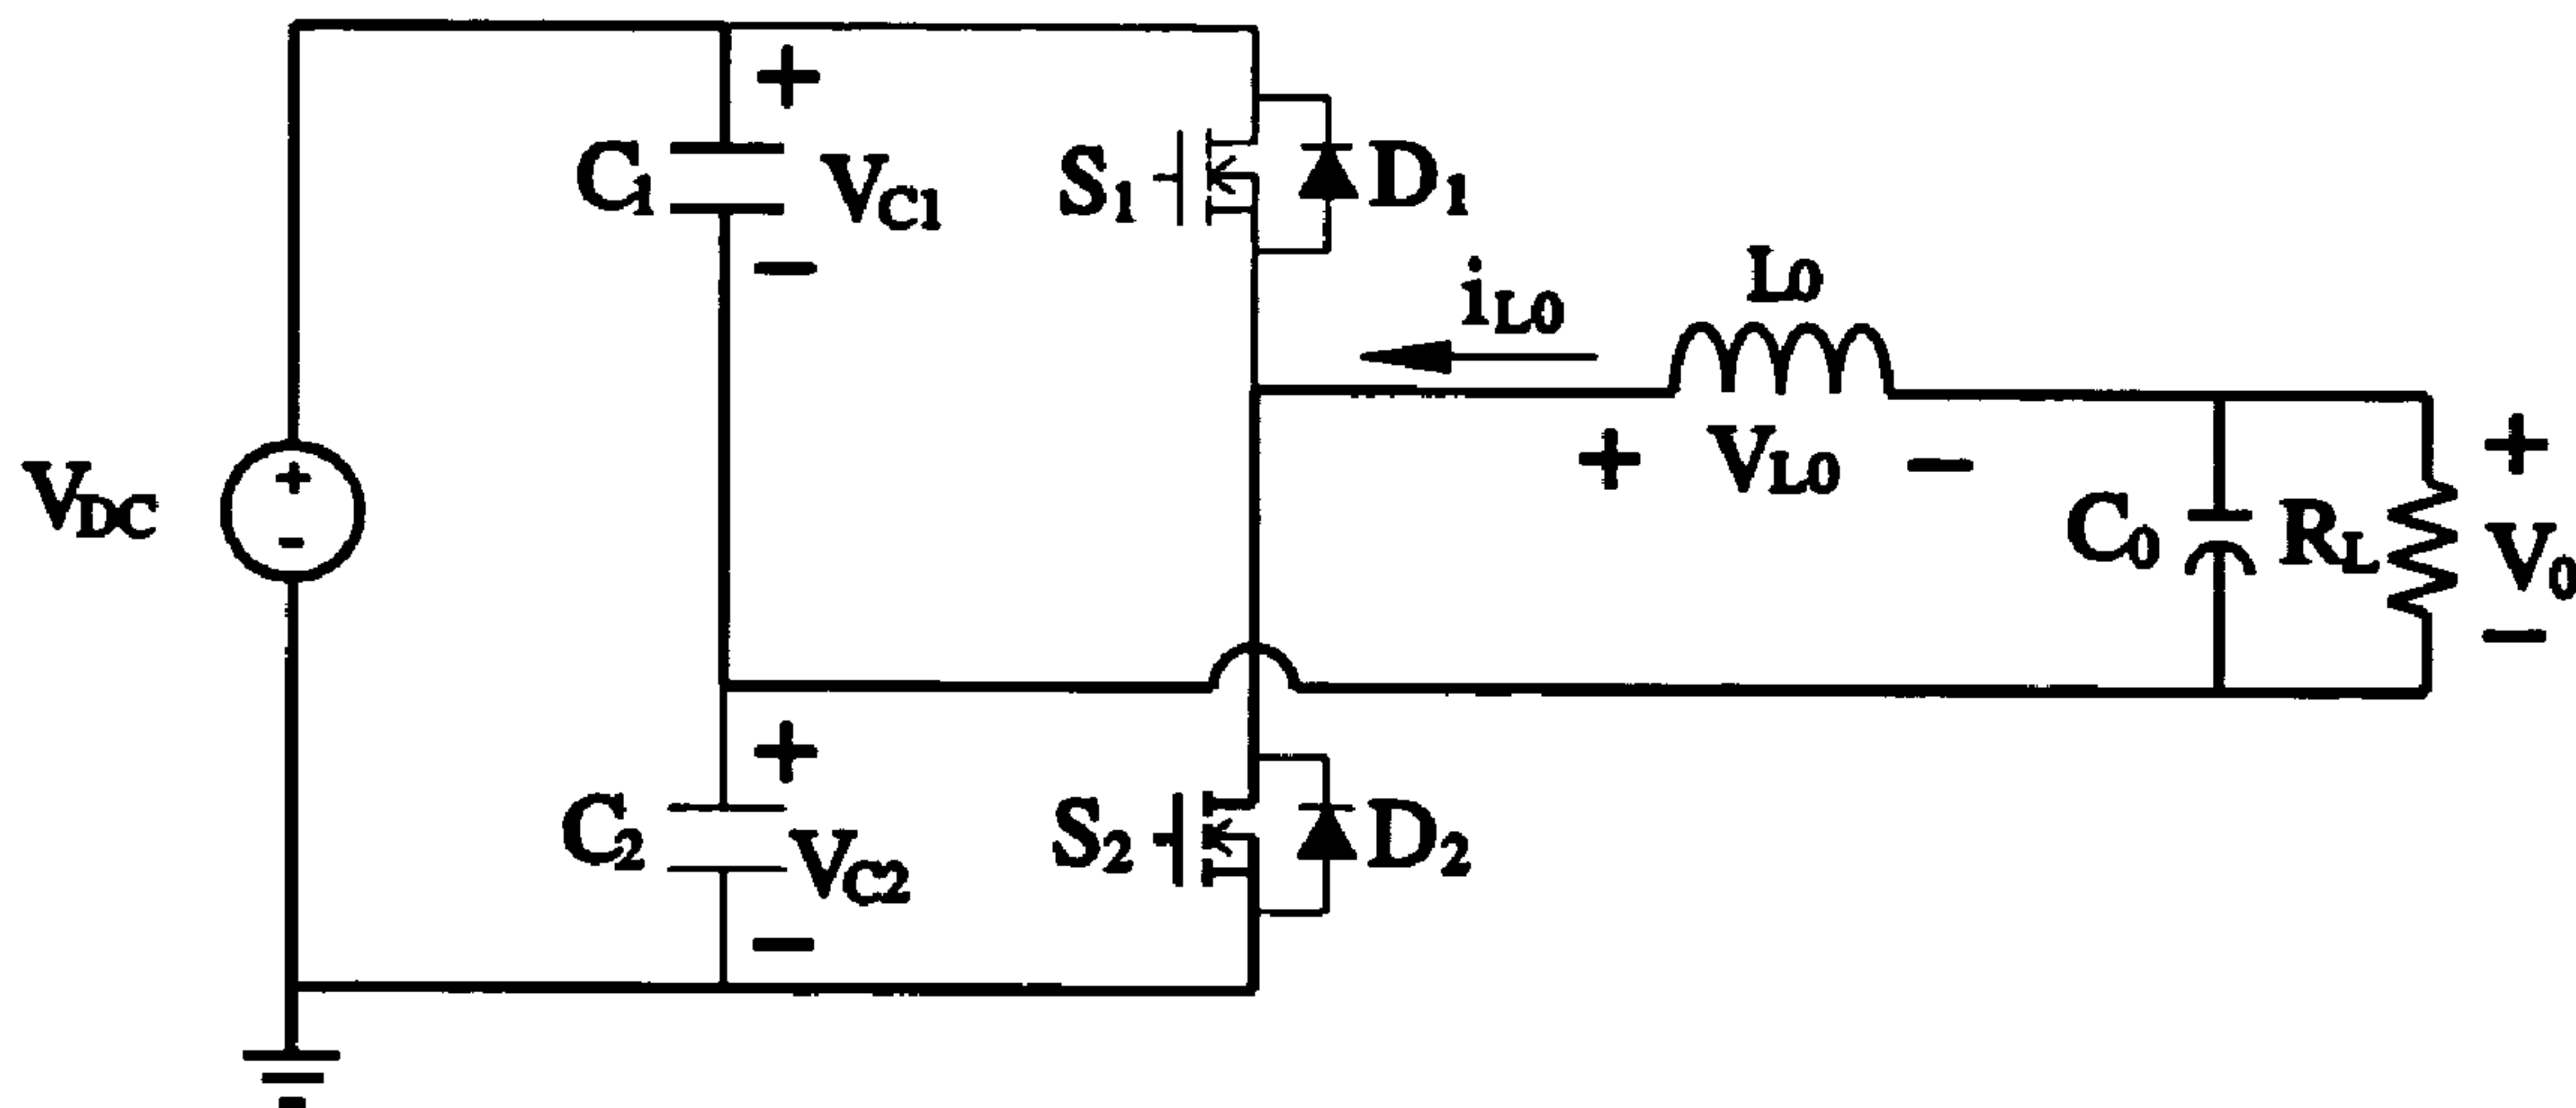 +
C1
VC1
−
S1
D1
iL0
L0
+ VL0 −
VDC
+
-
C0
RL
+
V0
−
+
C2
VC2
−
S2
D2